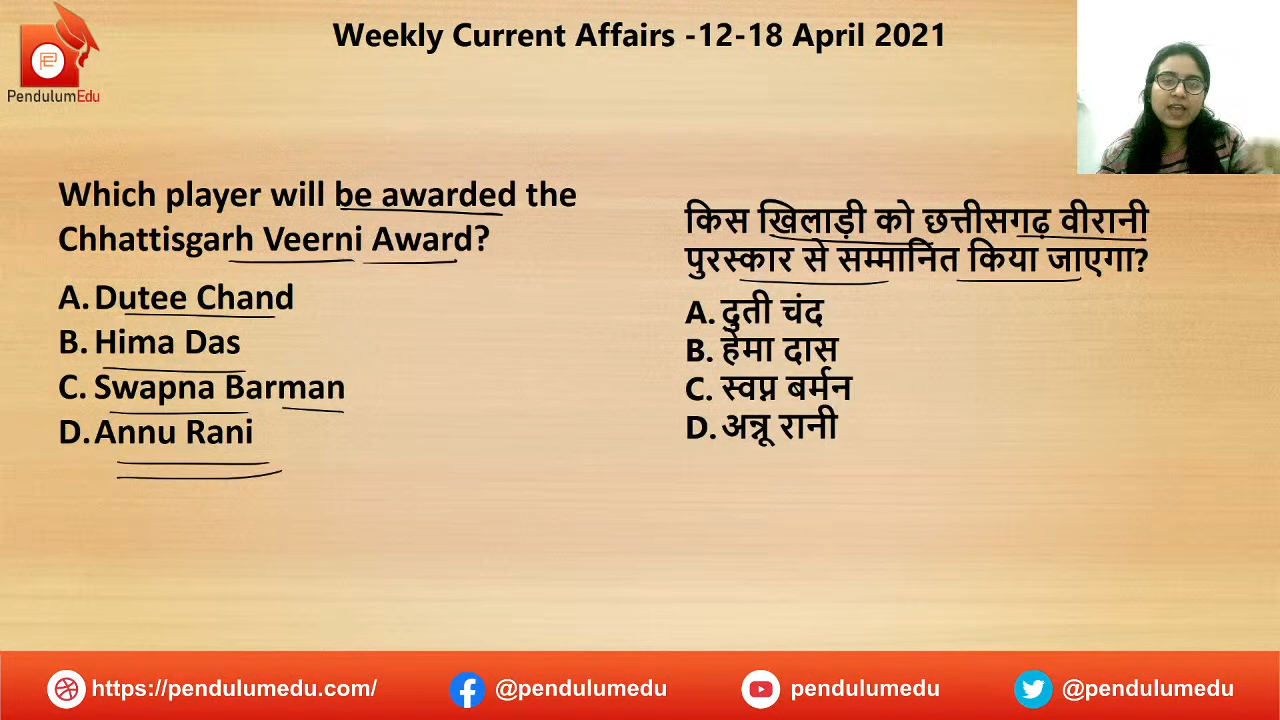 Weekly Current Affairs -12-18 April 2021
PendulumEdu
Which player will be awarded the
Chhattisgarh Veerni Award?
A. Dutee Chand
B. Hima Das
C. Swapna Barman
D. Annu Rani
किस खिलाड़ी को छत्तीसगढ़ वीरानी
पुरस्कार से सम्मानित किया जाएगा?
A. दुती चंद
B. हेमा दास
C. स्वप्न बर्मन
D. अन्नू रानी
https://pendulumedu.com/
@pendulumedu
pendulumedu
@pendulumedu